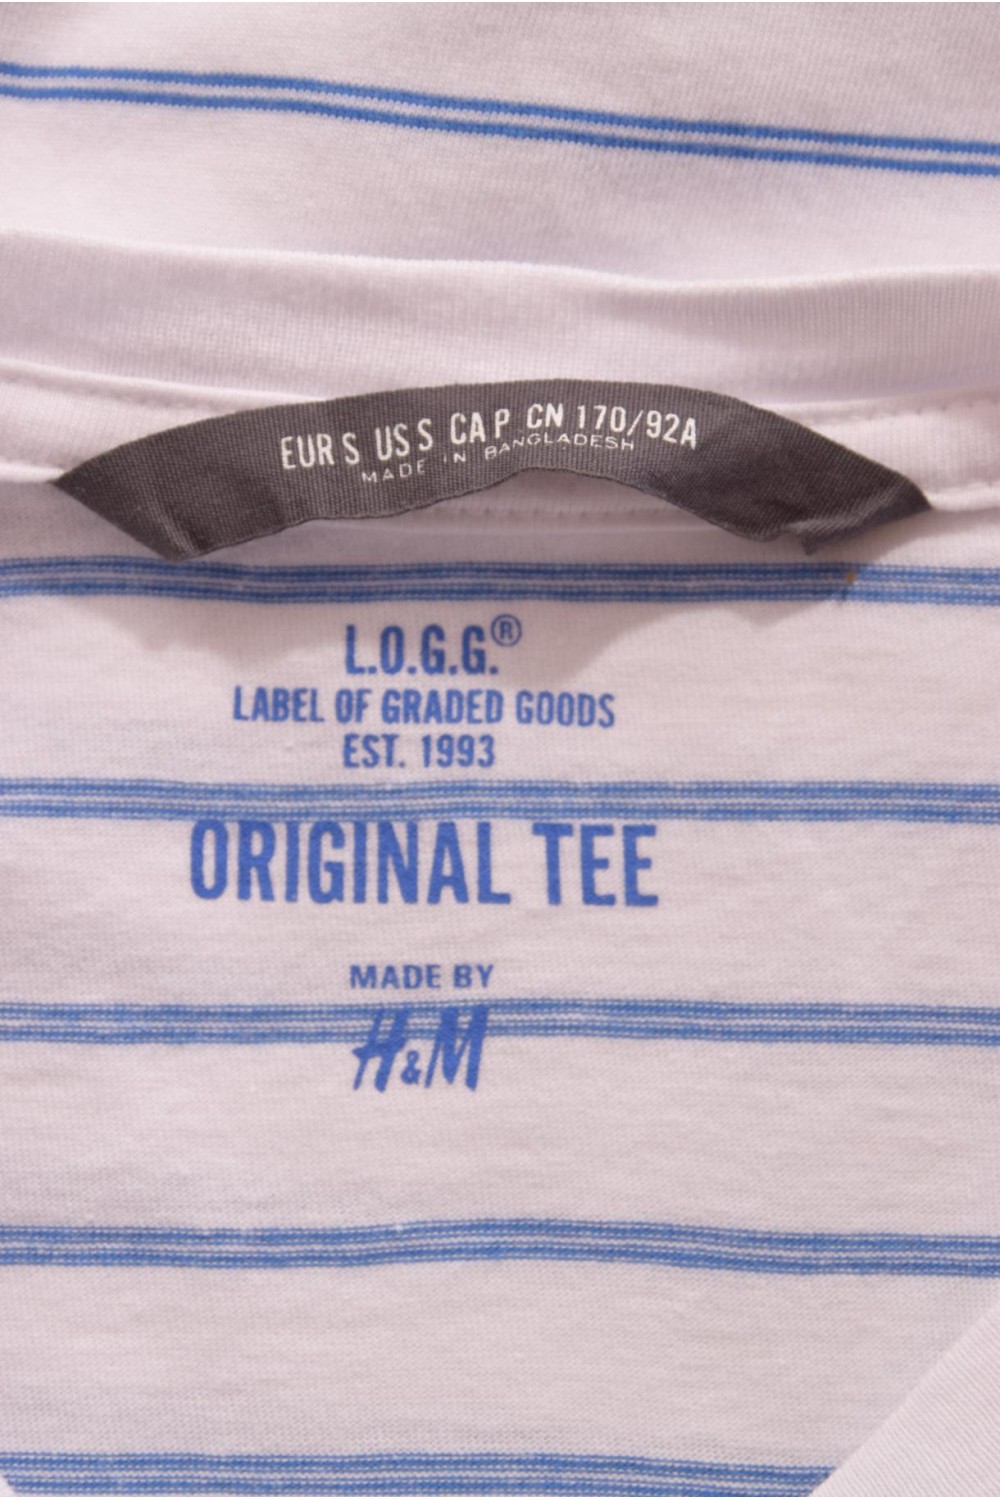 EUR S US S CA P CN 170/92A
MADE IN BANGLADESH
L.O.G.G.®
LABEL OF GRADED GOODS
EST. 1993
ORIGINAL TEE
MADE BY
H&M